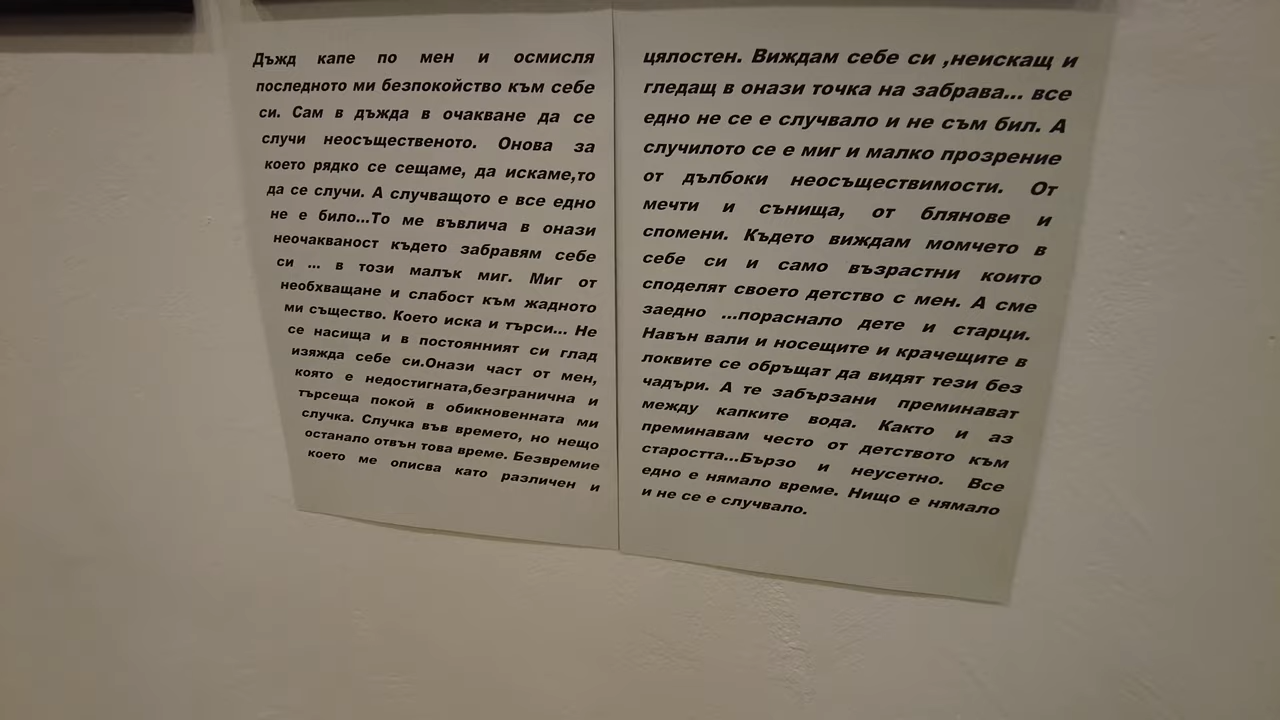 Дъжд капе по мен и осмисля
последното ми безпокойство към себе
си. Сам в дъжда в очакване да се
случи неосъщественото. Онова за
което рядко се сещаме, да искаме,то
да се случи. А случващото е все едно
не е било...То ме въвлича в онази
неочакваност където забравям себе
си ... в този малък миг. Миг от
необхващане и слабост към жадното
ми същество. Което иска и търси... Не
се насища и в постоянният си глад
изяжда себе си.Онази част от мен,
която е недостигната,безгранична и
търсеща покой в обикновенната ми
случка. Случка във времето, но нещо
останало отвън това време. Безвремие
което ме описва като различен и
цялостен. Виждам себе си ,неискащ и
гледащ в онази точка на забрава... все
едно не се е случвало и не съм бил. А
случилото се е миг и малко прозрение
от дълбоки неосъществимости. От
мечти и сънища, от блянове и
спомени. Където виждам момчето в
себе си и само възрастни които
споделят своето детство с мен. А сме
заедно ...пораснало дете и старци.
Навън вали и носещите и крачещите в
локвите се обръщат да видят тези без
чадъри. А те забързани преминават
между капките вода. Както и аз
преминавам често от детството към
старостта...Бързо и неусетно. Все
едно е нямало време. Нищо е нямало
и не се е случвало.